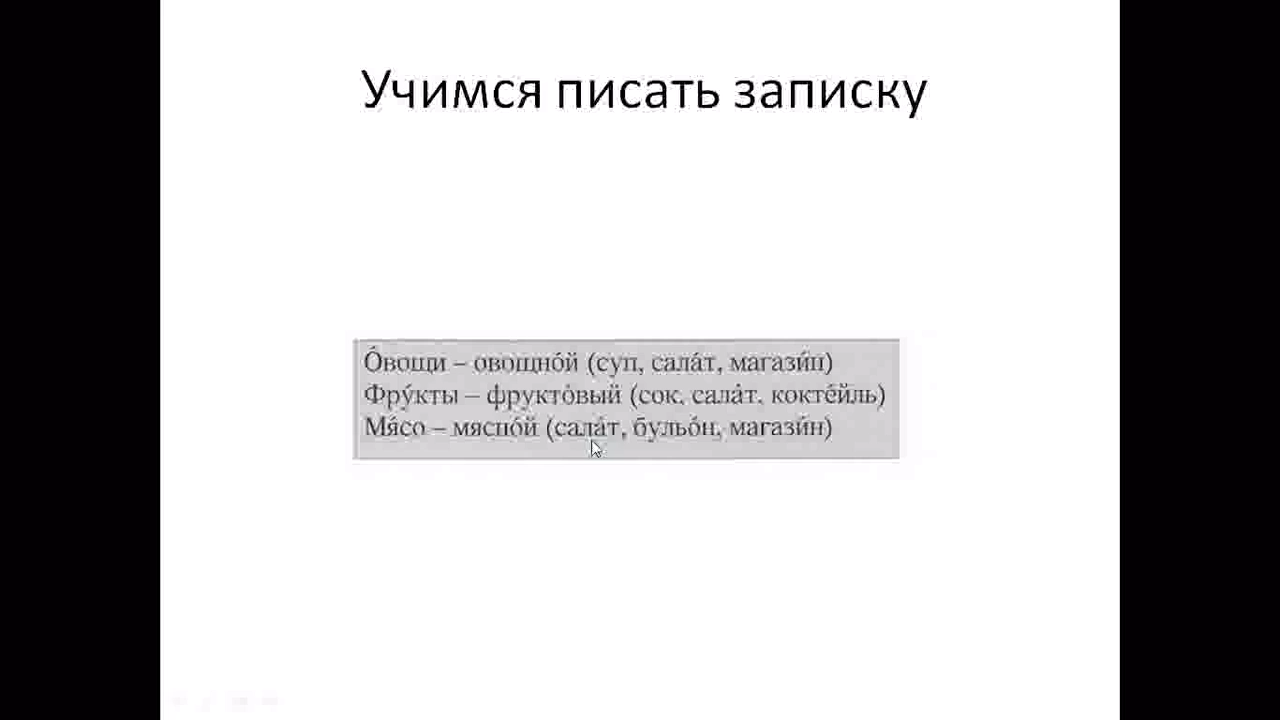 Учимся писать записку
О́вощи – овощно́й (суп, сала́т, магази́н)
Фру́кты – фрукто́вый (сок, сала́т, кокте́йль)
Мя́со – мясно́й (сала́т, бульо́н, магази́н)